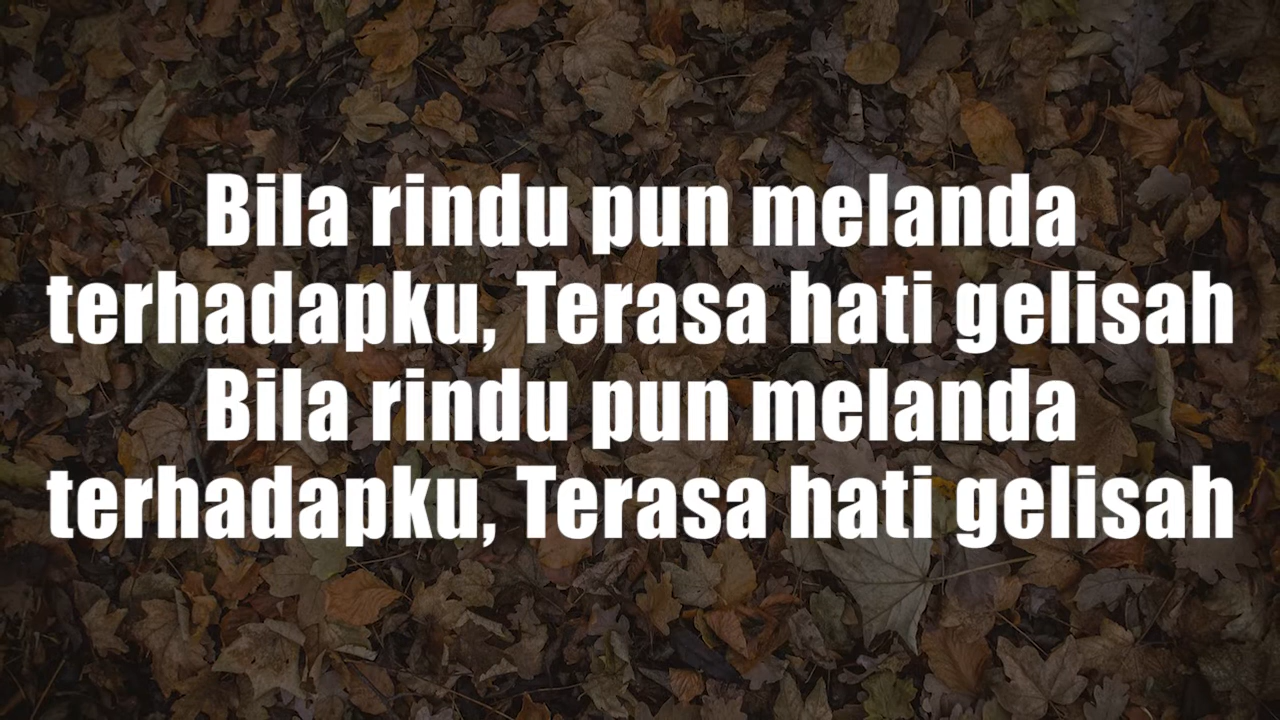 Bila rindu pun melanda
terhadapku, Terasa hati gelisah
Bila rindu pun melanda
terhadapku, Terasa hati gelisah